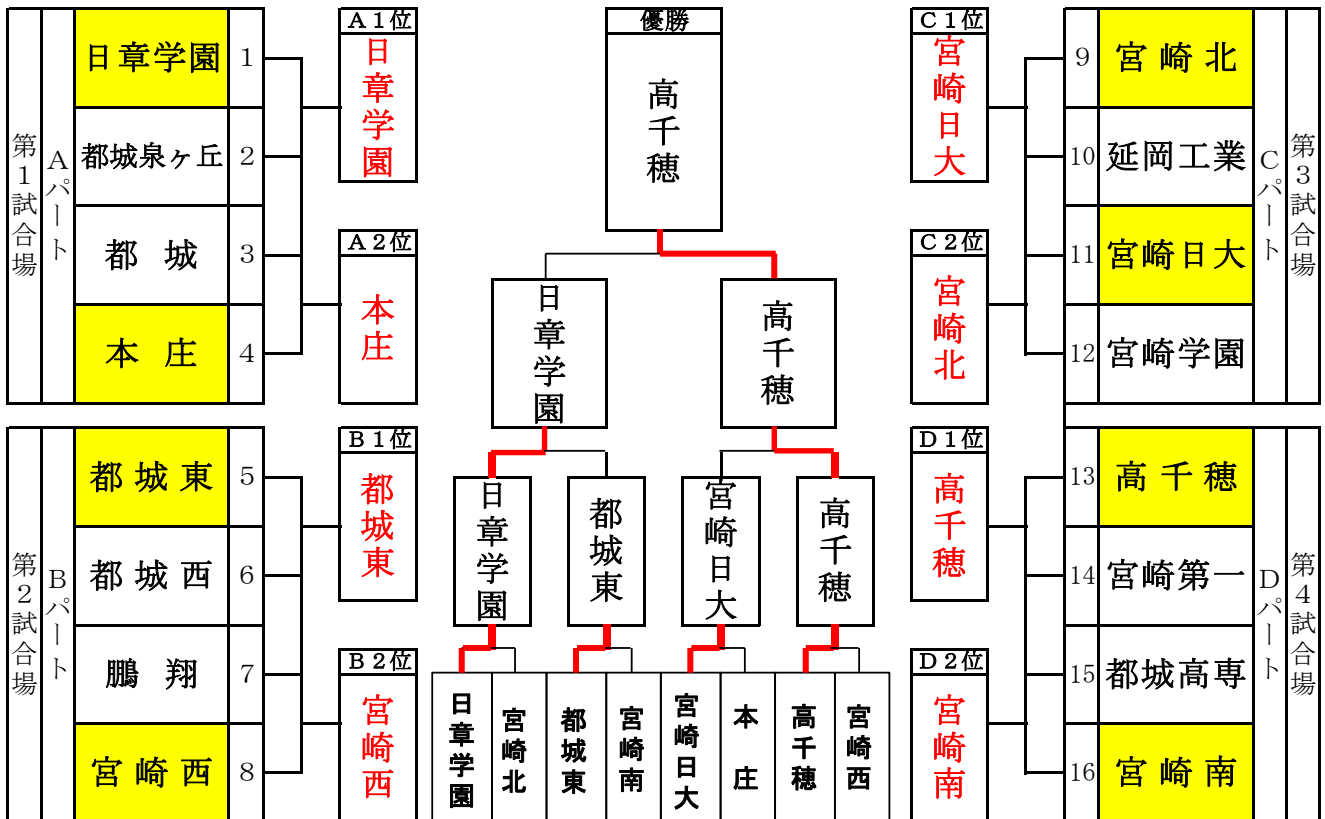 第1試合場
Aパート
日章学園 1
都城泉ヶ丘 2
都城 3
本庄 4
A1位
日章学園
A2位
本庄
第2試合場
Bパート
都城東 5
都城西 6
鵬翔 7
宮崎西 8
B1位
都城東
B2位
宮崎西
優勝
高千穂
日章学園
高千穂
日章学園
都城東
宮崎日大
高千穂
日章学園
宮崎北
都城東
宮崎南
宮崎日大
本庄
高千穂
宮崎西
C1位
宮崎日大
C2位
宮崎北
9 宮崎北
10 延岡工業
11 宮崎日大
12 宮崎学園
Cパート
第3試合場
D1位
高千穂
D2位
宮崎南
13 高千穂
14 宮崎第一
15 都城高専
16 宮崎南
Dパート
第4試合場